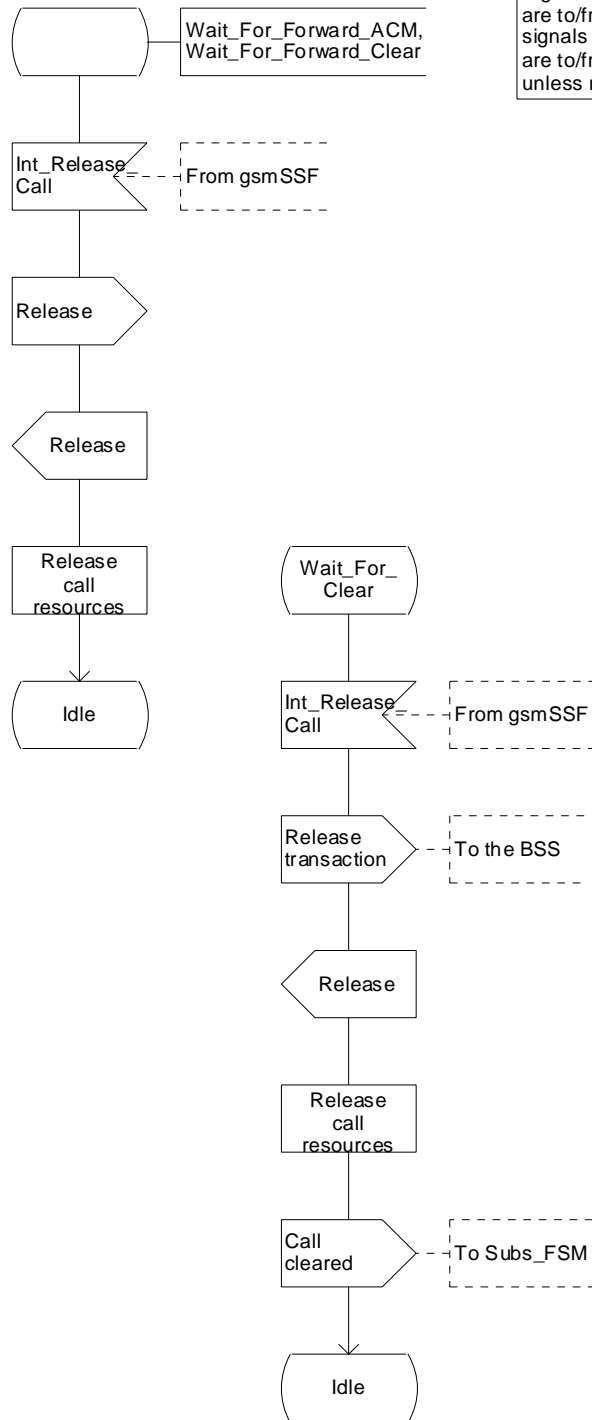 Wait_For_Forward_ACM,
Wait_For_Forward_Clear
are to/fr
signals
are to/fr
unless
Int_Release_
Call
From gsmSSF
Release
Release
Release
call
resources
Idle
Wait_For_
Clear
Int_Release_
Call
From gsmSSF
Release
transaction
To the BSS
Release
Release
call
resources
Call
cleared
To Subs_FSM
Idle